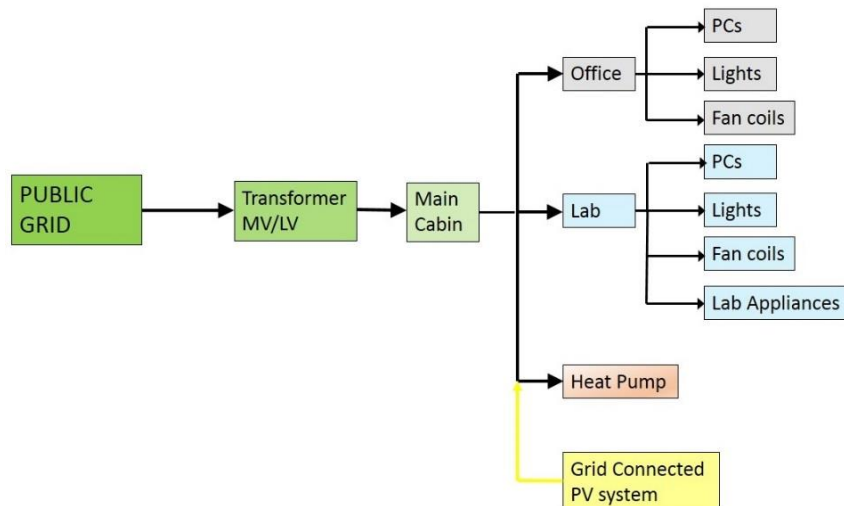 PUBLIC
GRID
Transformer
MV/LV
Main
Cabin
Office
PCs
Lights
Fan coils
Lab
PCs
Lights
Fan coils
Lab Appliances
Heat Pump
Grid Connected
PV system